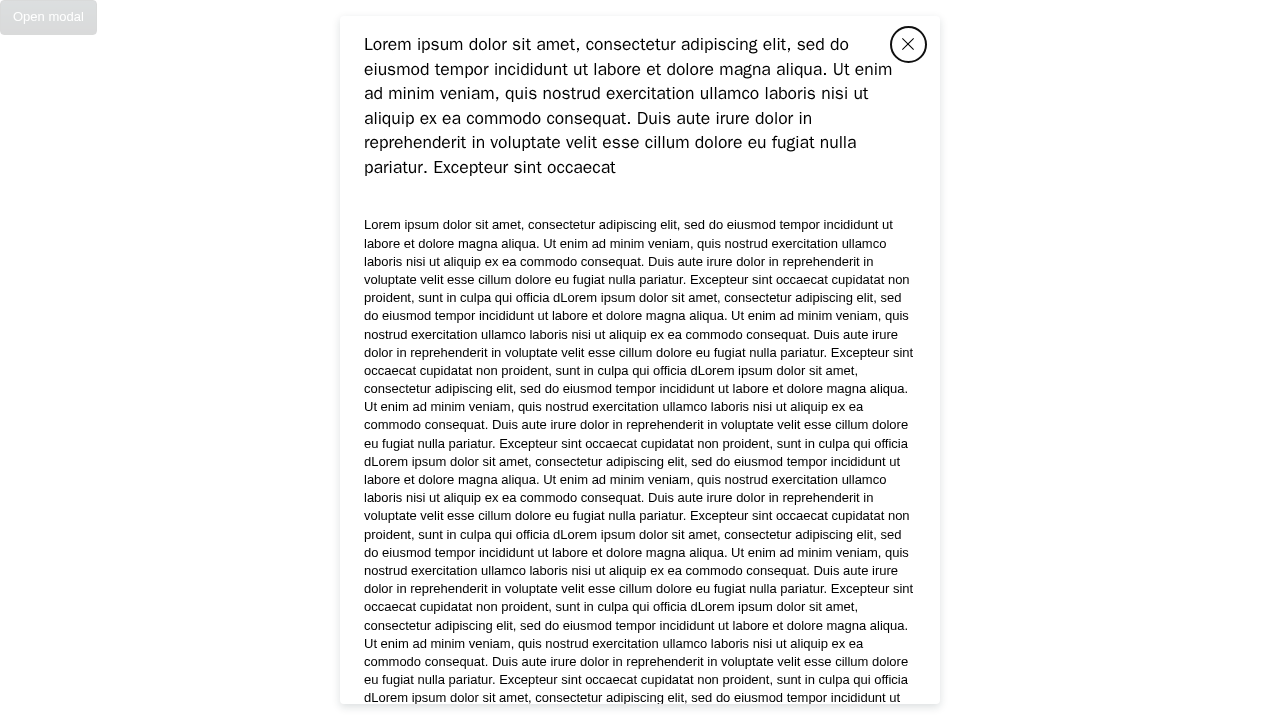 Open modal
Lorem ipsum dolor sit amet, consectetur adipiscing elit, sed do
eiusmod tempor incididunt ut labore et dolore magna aliqua. Ut enim
ad minim veniam, quis nostrud exercitation ullamco laboris nisi ut
aliquip ex ea commodo consequat. Duis aute irure dolor in
reprehenderit in voluptate velit esse cillum dolore eu fugiat nulla
pariatur. Excepteur sint occaecat
Lorem ipsum dolor sit amet, consectetur adipiscing elit, sed do eiusmod tempor incididunt ut
labore et dolore magna aliqua. Ut enim ad minim veniam, quis nostrud exercitation ullamco
laboris nisi ut aliquip ex ea commodo consequat. Duis aute irure dolor in reprehenderit in
voluptate velit esse cillum dolore eu fugiat nulla pariatur. Excepteur sint occaecat cupidatat non
proident, sunt in culpa qui officia dLorem ipsum dolor sit amet, consectetur adipiscing elit, sed
do eiusmod tempor incididunt ut labore et dolore magna aliqua. Ut enim ad minim veniam, quis
nostrud exercitation ullamco laboris nisi ut aliquip ex ea commodo consequat. Duis aute irure
dolor in reprehenderit in voluptate velit esse cillum dolore eu fugiat nulla pariatur. Excepteur sint
occaecat cupidatat non proident, sunt in culpa qui officia dLorem ipsum dolor sit amet,
consectetur adipiscing elit, sed do eiusmod tempor incididunt ut labore et dolore magna aliqua.
Ut enim ad minim veniam, quis nostrud exercitation ullamco laboris nisi ut aliquip ex ea
commodo consequat. Duis aute irure dolor in reprehenderit in voluptate velit esse cillum dolore
eu fugiat nulla pariatur. Excepteur sint occaecat cupidatat non proident, sunt in culpa qui officia
dLorem ipsum dolor sit amet, consectetur adipiscing elit, sed do eiusmod tempor incididunt ut
labore et dolore magna aliqua. Ut enim ad minim veniam, quis nostrud exercitation ullamco
laboris nisi ut aliquip ex ea commodo consequat. Duis aute irure dolor in reprehenderit in
voluptate velit esse cillum dolore eu fugiat nulla pariatur. Excepteur sint occaecat cupidatat non
proident, sunt in culpa qui officia dLorem ipsum dolor sit amet, consectetur adipiscing elit, sed
do eiusmod tempor incididunt ut labore et dolore magna aliqua. Ut enim ad minim veniam, quis
nostrud exercitation ullamco laboris nisi ut aliquip ex ea commodo consequat. Duis aute irure
dolor in reprehenderit in voluptate velit esse cillum dolore eu fugiat nulla pariatur. Excepteur sint
occaecat cupidatat non proident, sunt in culpa qui officia dLorem ipsum dolor sit amet,
consectetur adipiscing elit, sed do eiusmod tempor incididunt ut labore et dolore magna aliqua.
Ut enim ad minim veniam, quis nostrud exercitation ullamco laboris nisi ut aliquip ex ea
commodo consequat. Duis aute irure dolor in reprehenderit in voluptate velit esse cillum dolore
eu fugiat nulla pariatur. Excepteur sint occaecat cupidatat non proident, sunt in culpa qui officia
dLorem ipsum dolor sit amet, consectetur adipiscing elit, sed do eiusmod tempor incididunt ut